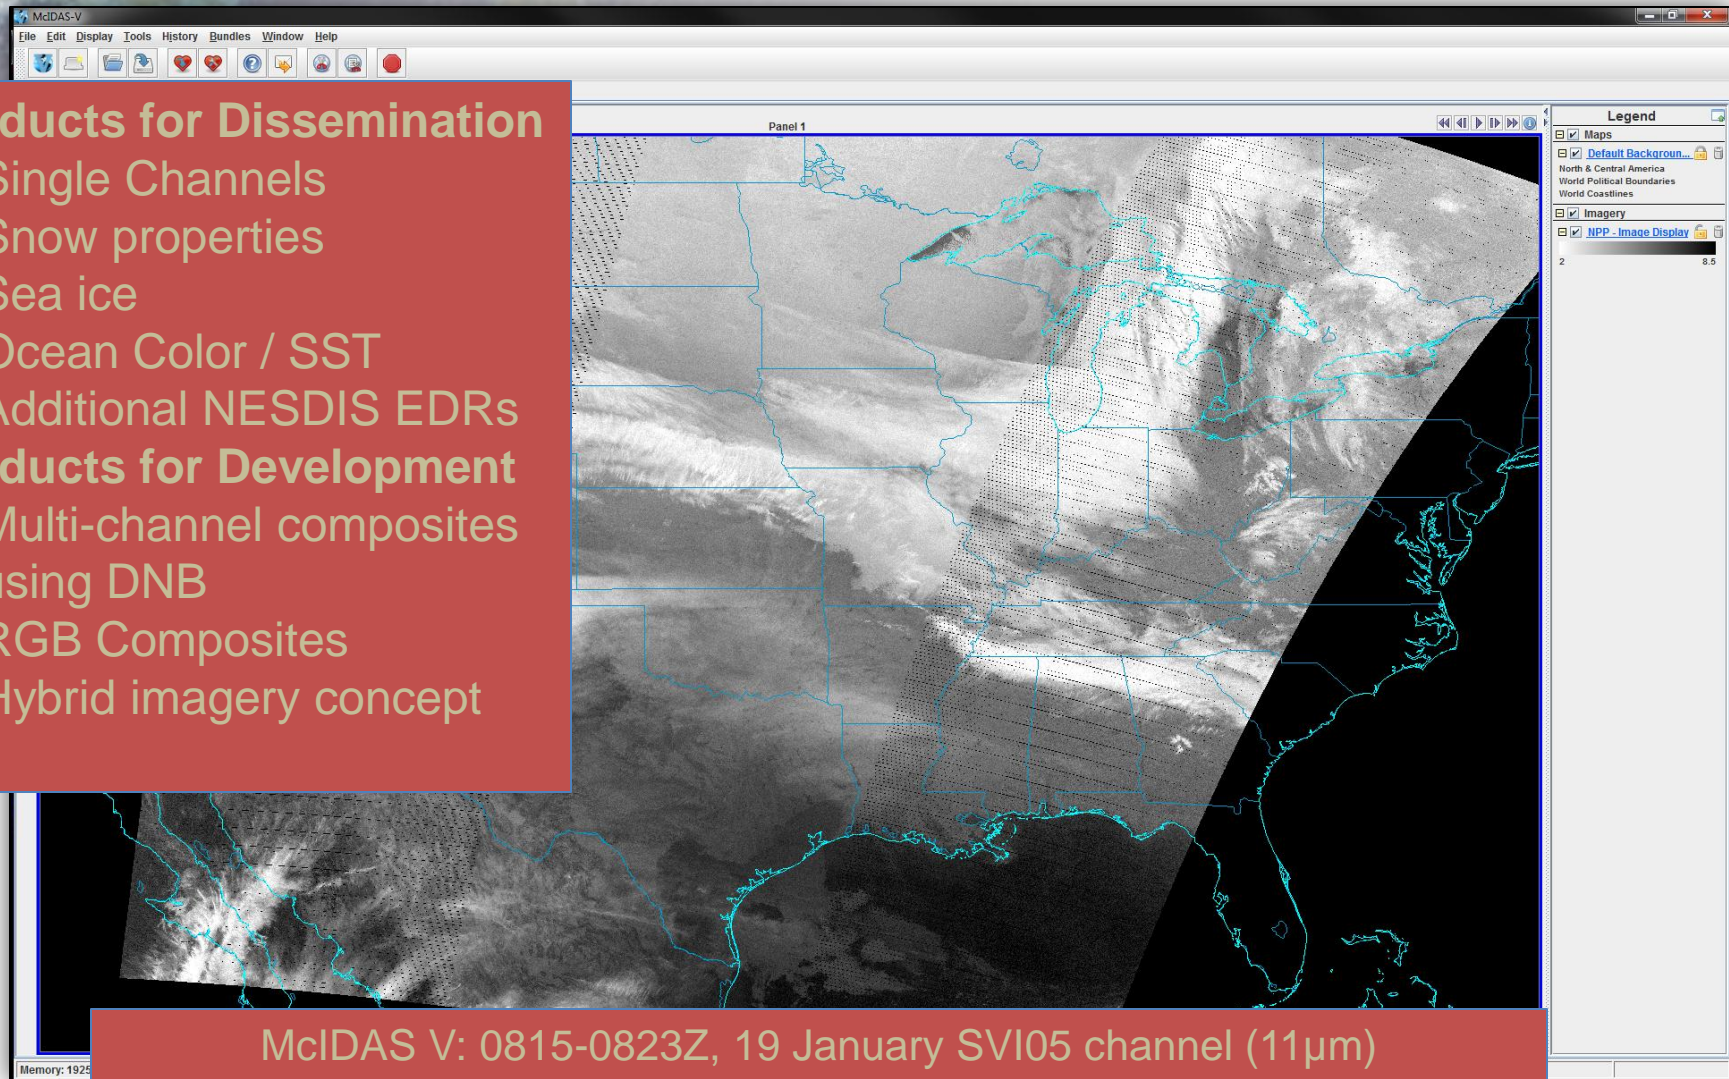 McIDAS-V
File Edit Display Tools History Bundles Window Help
ducts for Dissemination
Single Channels
Snow properties
Sea ice
Ocean Color / SST
Additional NESDIS EDRs
ducts for Development
Multi-channel composites
using DNB
RGB Composites
Hybrid imagery concept
Panel 1
Legend
Maps
Default Backgroun...
North & Central America
World Political Boundaries
World Coastlines
Imagery
NPP - Image Display
2 8.5
McIDAS V: 0815-0823Z, 19 January SVI05 channel (11µm)
Memory: 1925